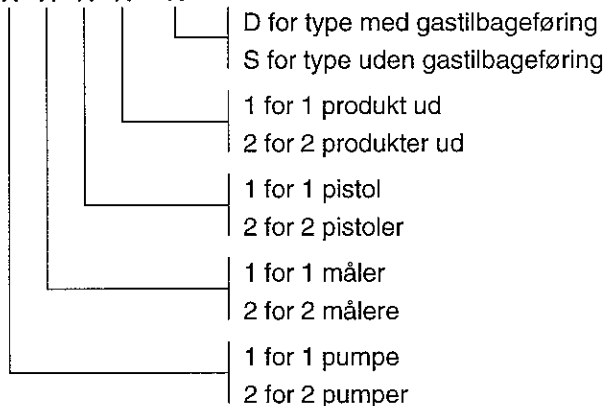 D for type med gastilbageføring
S for type uden gastilbageføring
1 for 1 produkt ud
2 for 2 produkter ud
1 for 1 pistol
2 for 2 pistoler
1 for 1 måler
2 for 2 målere
1 for 1 pumpe
2 for 2 pumper